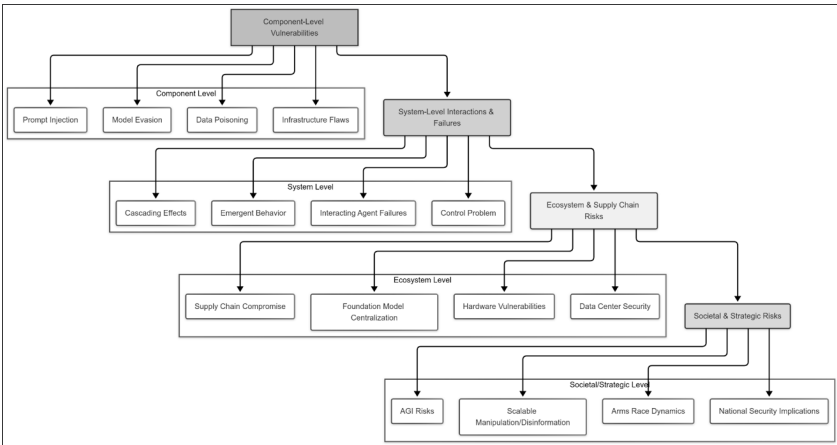 Component-Level
Vulnerabilities
Component Level
Prompt Injection
Model Evasion
Data Poisoning
Infrastructure Flaws
System-Level Interactions &
Failures
System Level
Cascading Effects
Emergent Behavior
Interacting Agent Failures
Control Problem
Ecosystem & Supply Chain
Risks
Ecosystem Level
Supply Chain Compromise
Foundation Model
Centralization
Hardware Vulnerabilities
Data Center Security
Societal & Strategic Risks
Societal/Strategic Level
AGI Risks
Scalable
Manipulation/Disinformation
Arms Race Dynamics
National Security Implications